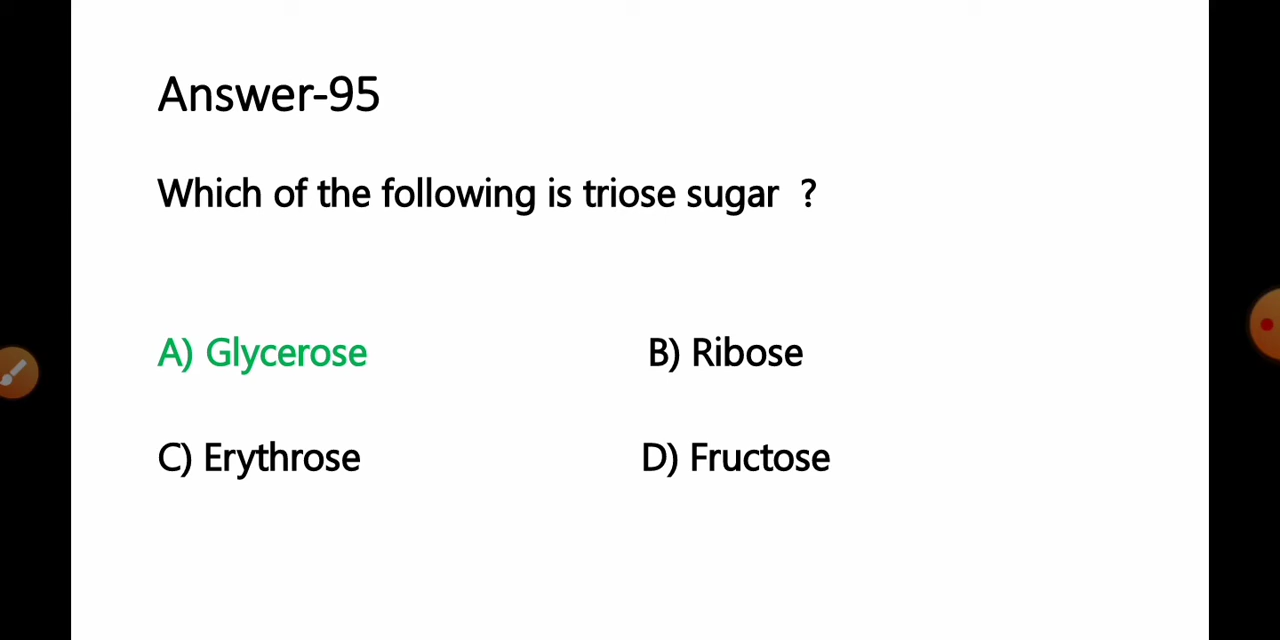 Answer-95
Which of the following is triose sugar  ?
A) Glycerose
B) Ribose
C) Erythrose
D) Fructose